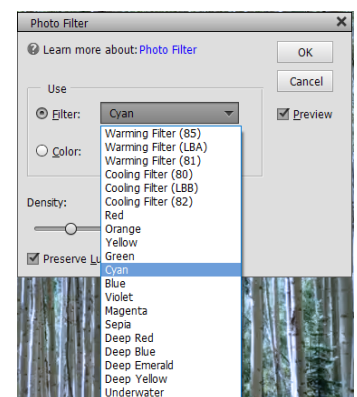 Photo Filter
Learn more about: Photo Filter
OK
Cancel
Use
Filter:
Cyan
Preview
Color:
Warming Filter (85)
Warming Filter (LBA)
Warming Filter (81)
Cooling Filter (80)
Cooling Filter (LBB)
Cooling Filter (82)
Red
Orange
Yellow
Green
Cyan
Blue
Violet
Magenta
Sepia
Deep Red
Deep Blue
Deep Emerald
Deep Yellow
Underwater
Density:
Preserve Lu